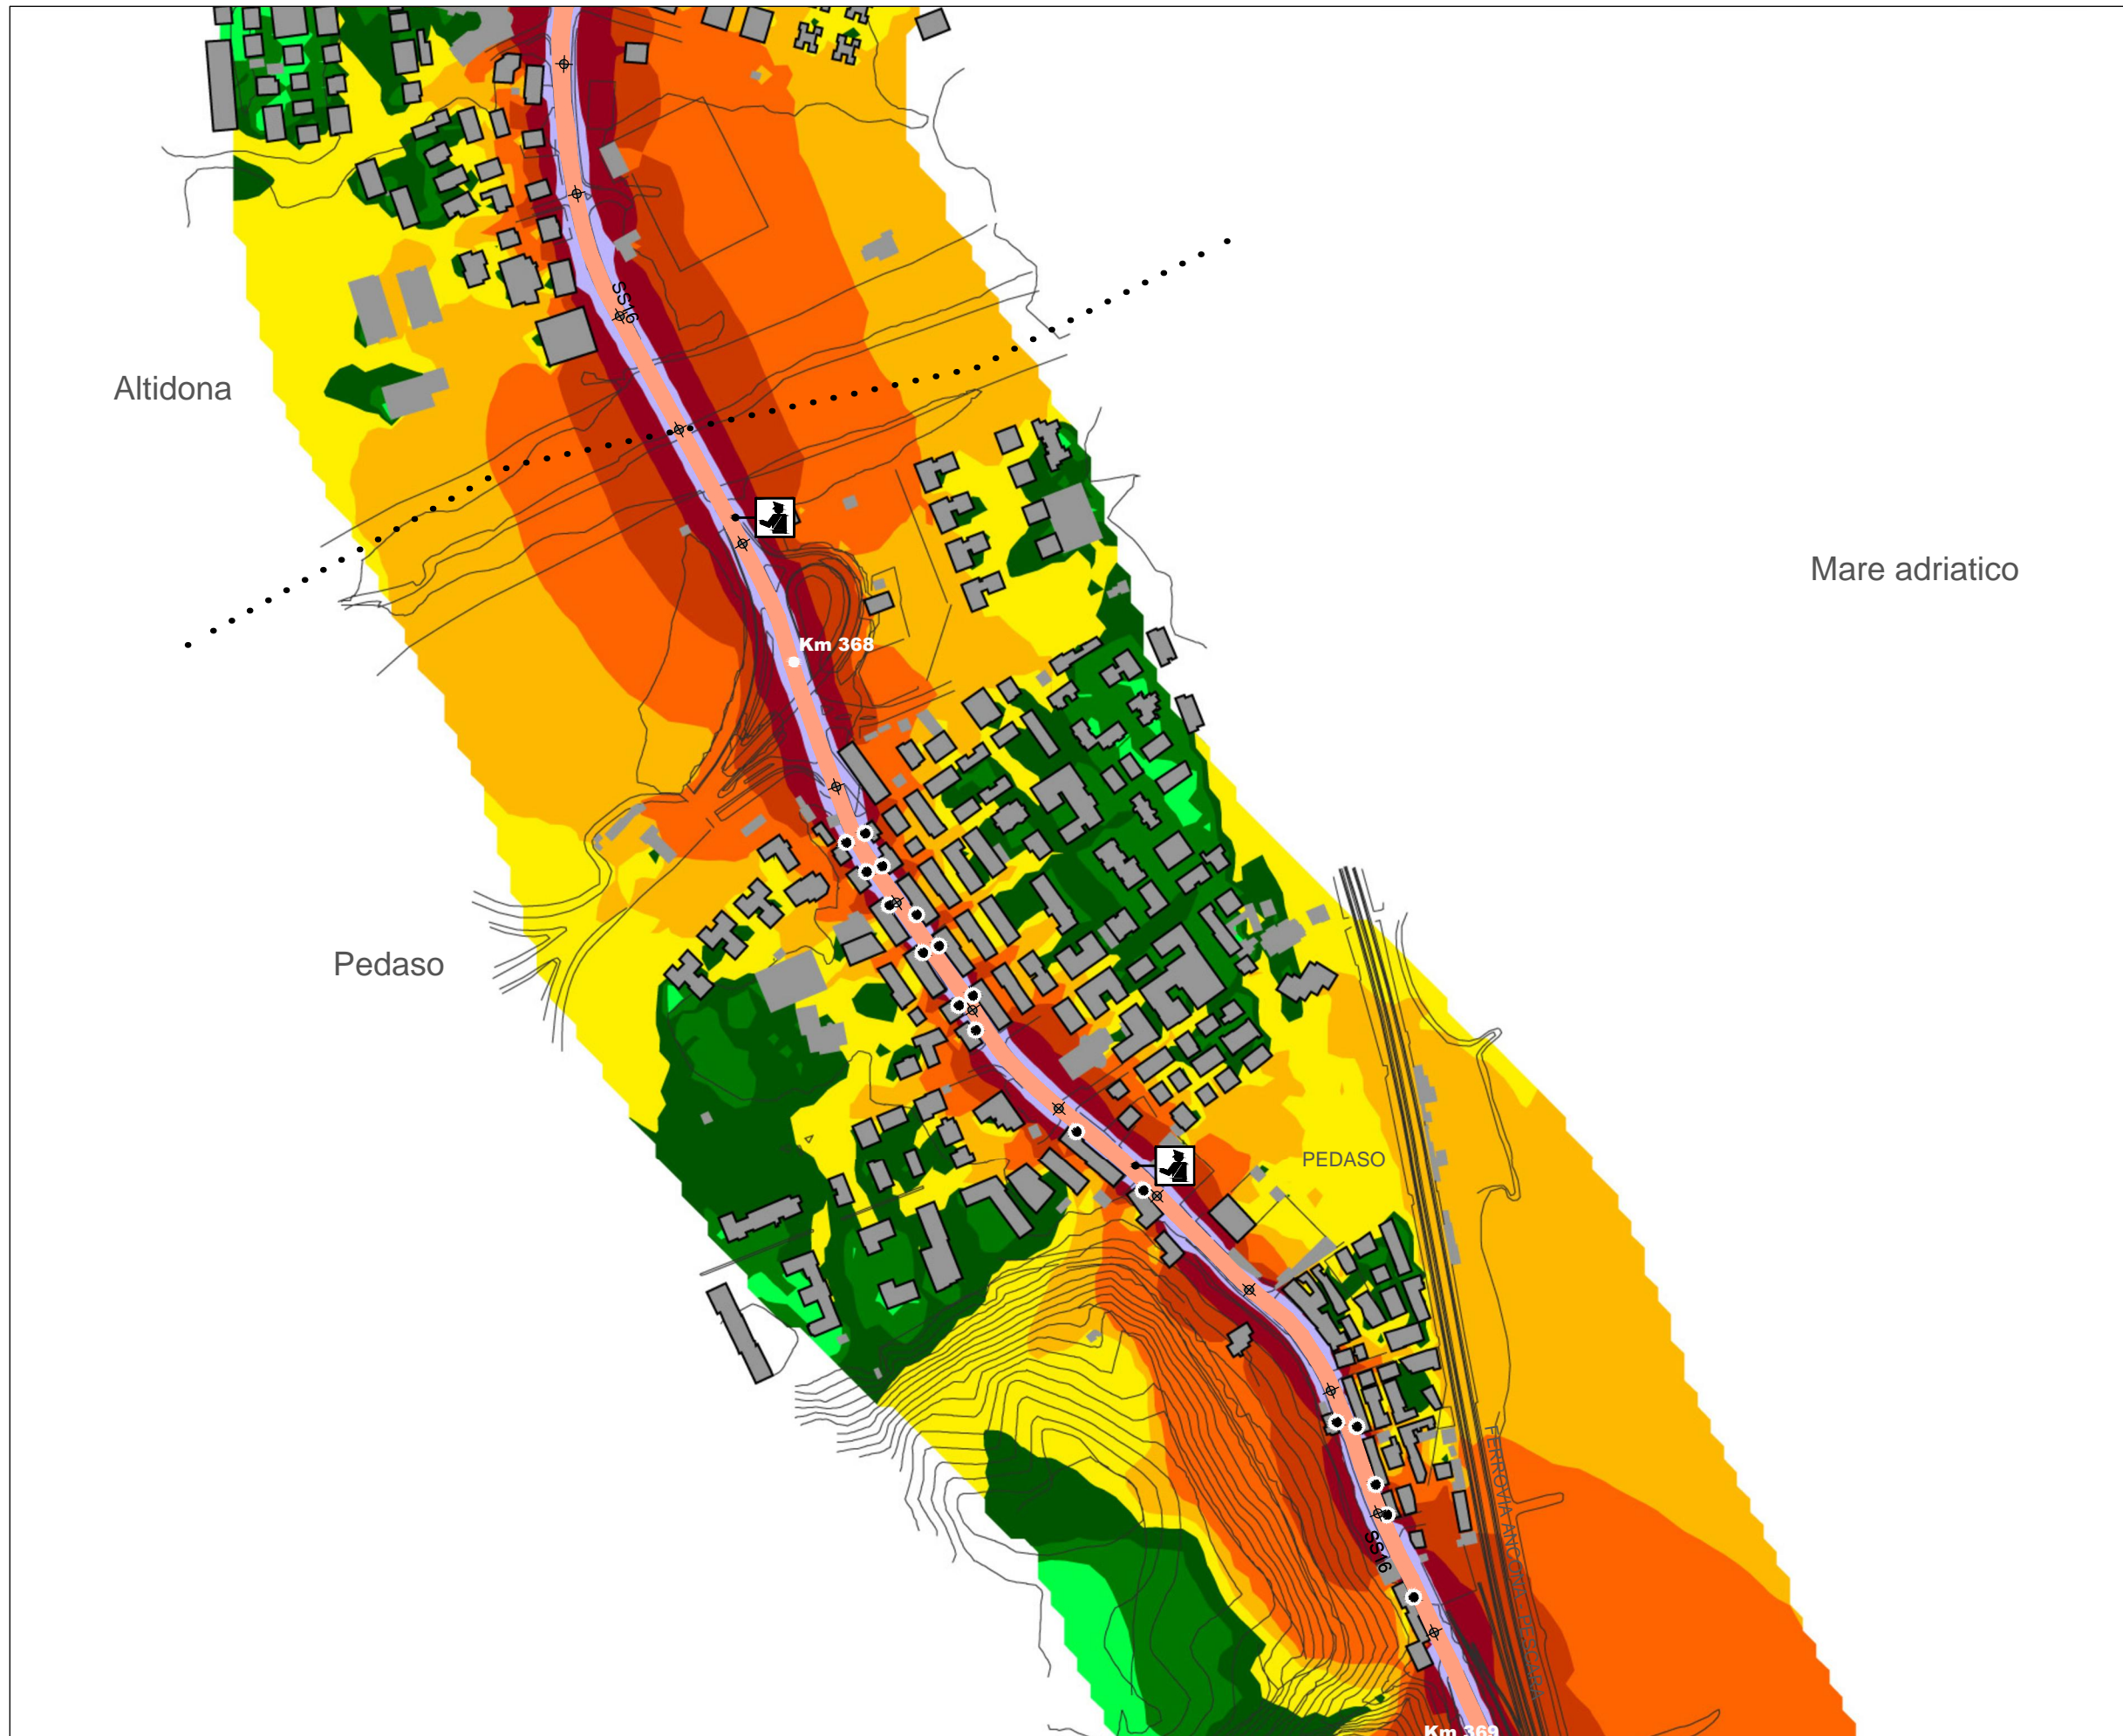 SS16
Altidona
Mare adriatico
Km 368
Pedaso
PEDASO
FERROVIA ANCONA - PESCARA
SS16
Km 369